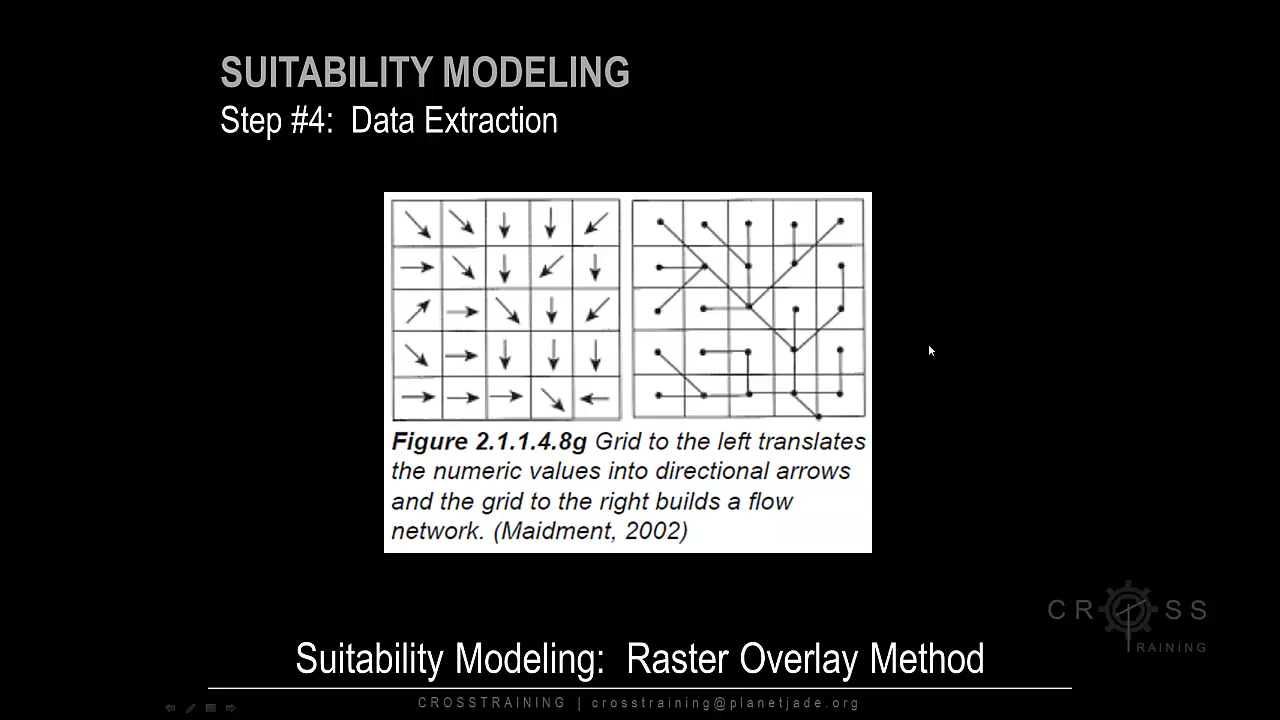 SUITABILITY MODELING
Step #4: Data Extraction
Figure 2.1.1.4.8g Grid to the left translates
the numeric values into directional arrows
and the grid to the right builds a flow
network. (Maidment, 2002)
CROSS
TRAINING
Suitability Modeling: Raster Overlay Method
CROSSTRAINING | crosstraining@planetjade.org